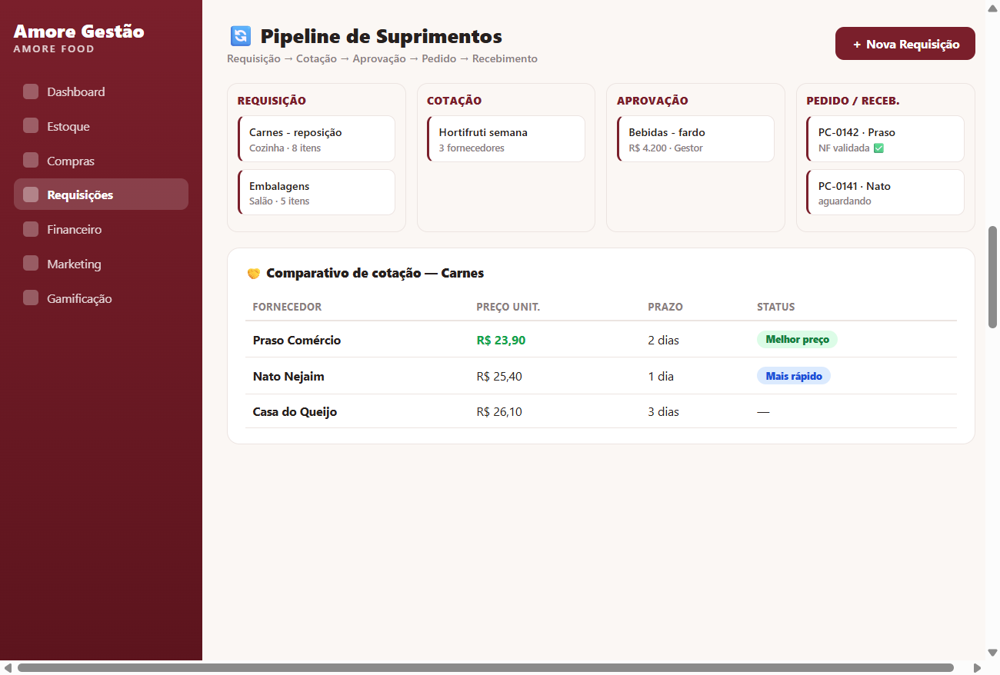 Amore Gestão
AMORE FOOD
Dashboard
Estoque
Compras
Requisições
Financeiro
Marketing
Gamificação
Pipeline de Suprimentos
Requisição → Cotação → Aprovação → Pedido → Recebimento
+ Nova Requisição
REQUISIÇÃO
Carnes - reposição
Cozinha · 8 itens
Embalagens
Salão · 5 itens
COTAÇÃO
Hortifruti semana
3 fornecedores
APROVAÇÃO
Bebidas - fardo
R$ 4.200 · Gestor
PEDIDO / RECEB.
PC-0142 · Praso
NF validada ✅
PC-0141 · Nato
aguardando
Comparativo de cotação — Carnes
FORNECEDOR PREÇO UNIT. PRAZO STATUS
Praso Comércio R$ 23,90 2 dias Melhor preço
Nato Nejaim R$ 25,40 1 dia Mais rápido
Casa do Queijo R$ 26,10 3 dias —